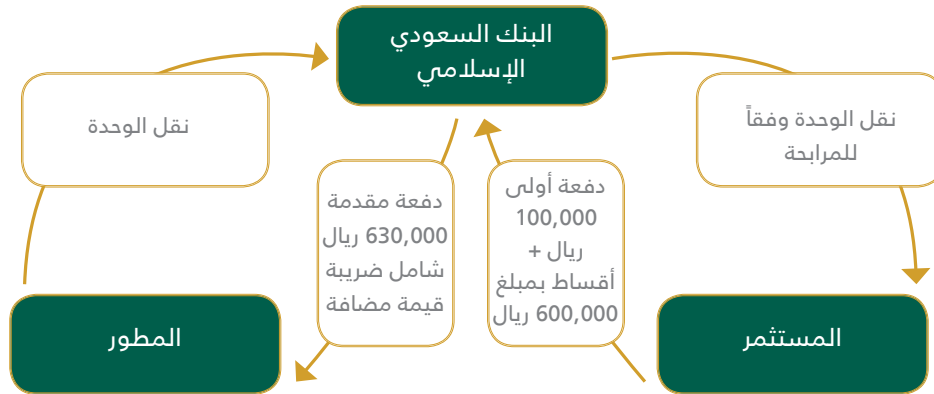 البنك السعودي
الإسلامي
نقل الوحدة وفقاً
للمرابحة
نقل الوحدة
دفعة أولى
100,000
ريال +
أقساط بمبلغ
600,000 ريال
دفعة مقدمة
630,000 ريال
شامل ضريبة
قيمة مضافة
المستثمر
المطور